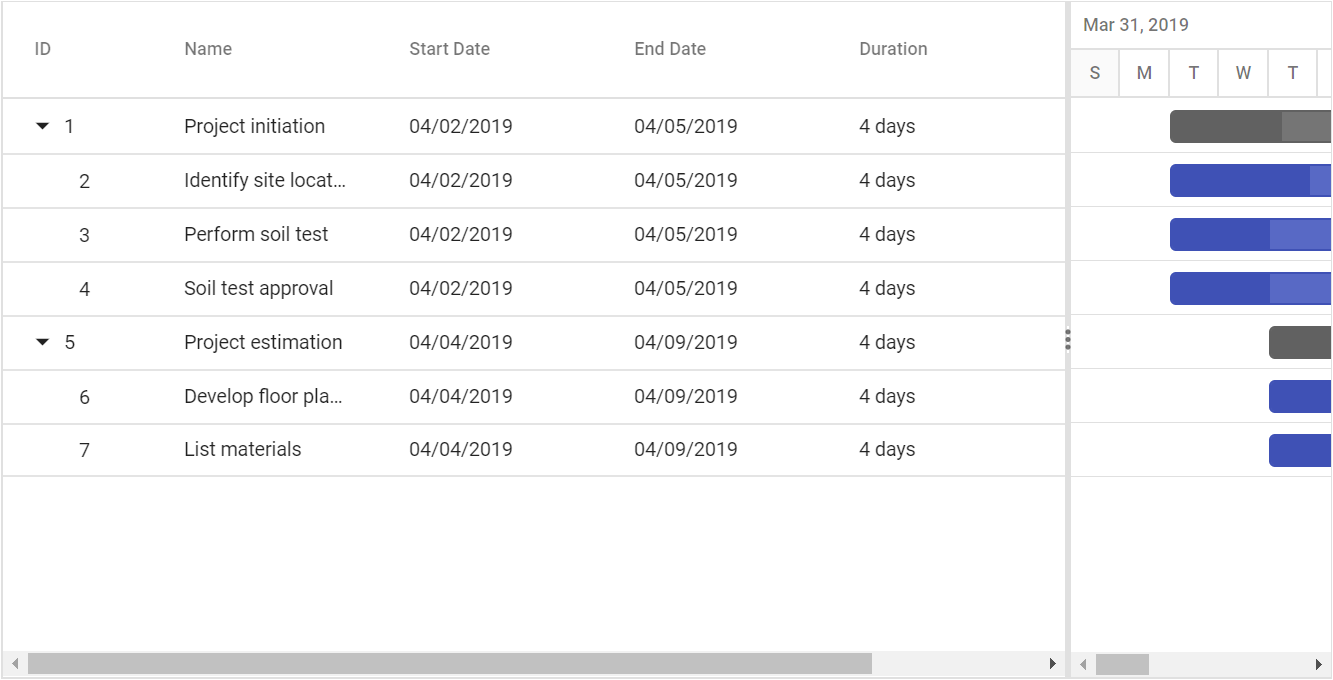 ID Name Start Date End Date Duration Mar 31, 2019
S M T W T
1 Project initiation 04/02/2019 04/05/2019 4 days
2 Identify site locat... 04/02/2019 04/05/2019 4 days
3 Perform soil test 04/02/2019 04/05/2019 4 days
4 Soil test approval 04/02/2019 04/05/2019 4 days
5 Project estimation 04/04/2019 04/09/2019 4 days
6 Develop floor pla... 04/04/2019 04/09/2019 4 days
7 List materials 04/04/2019 04/09/2019 4 days